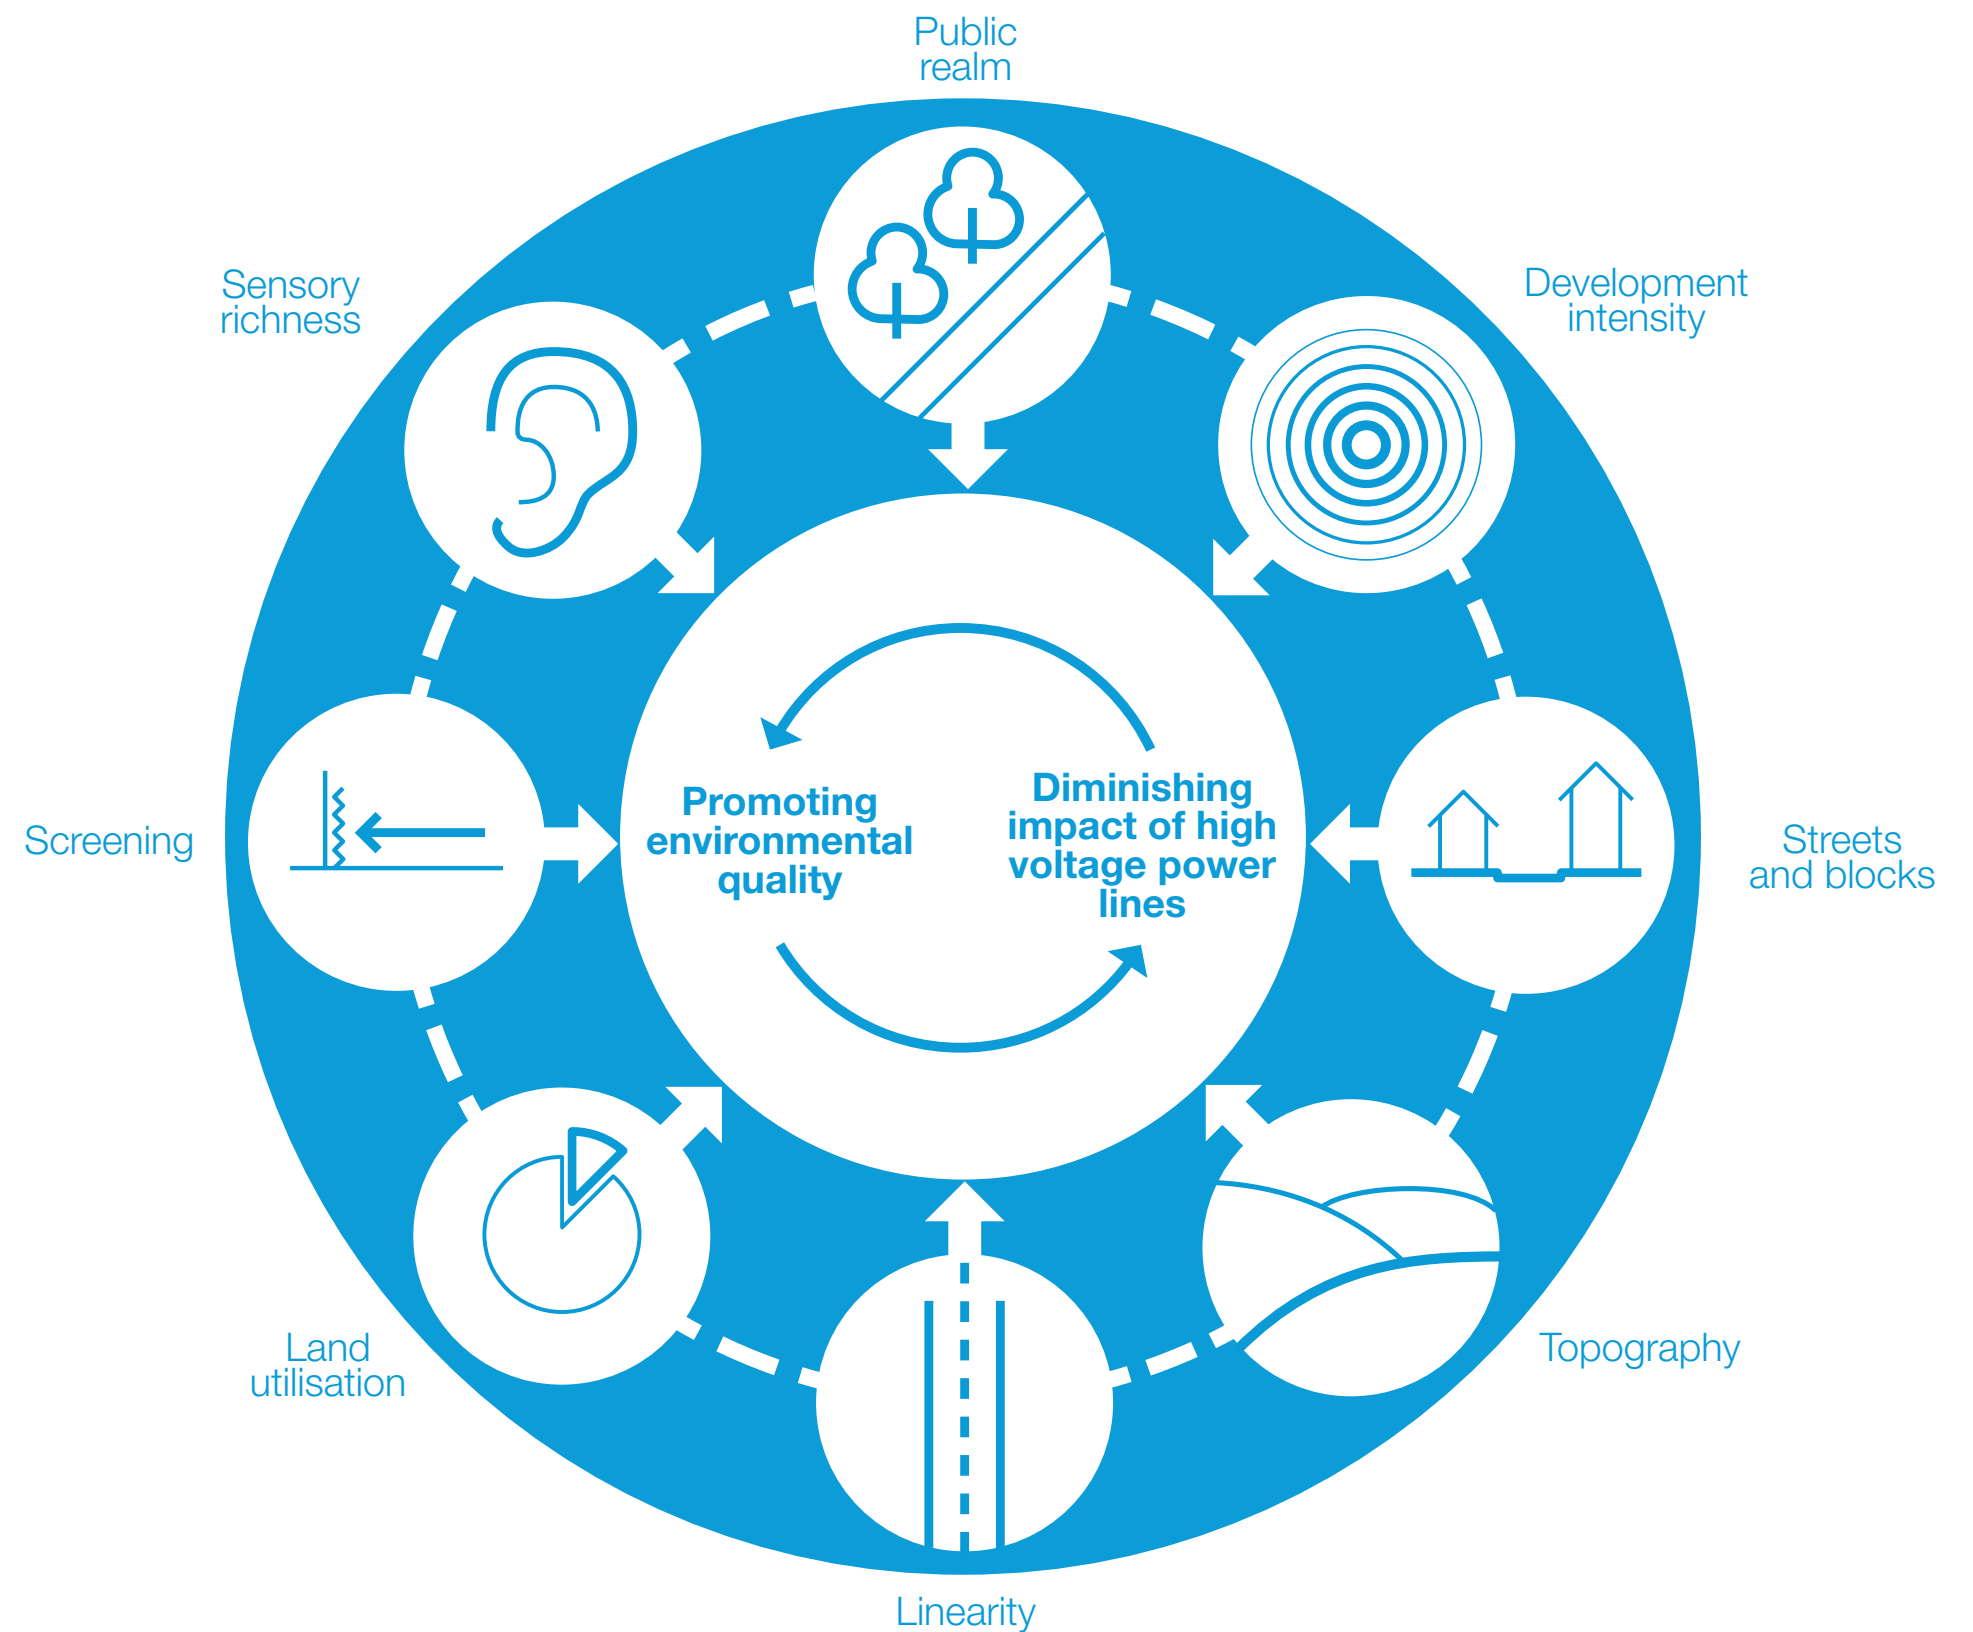 Public
realm
Sensory
richness
Development
intensity
Promoting
environmental
quality
Diminishing
impact of high
voltage power
lines
Screening
Streets
and blocks
Land
utilisation
Topography
Linearity